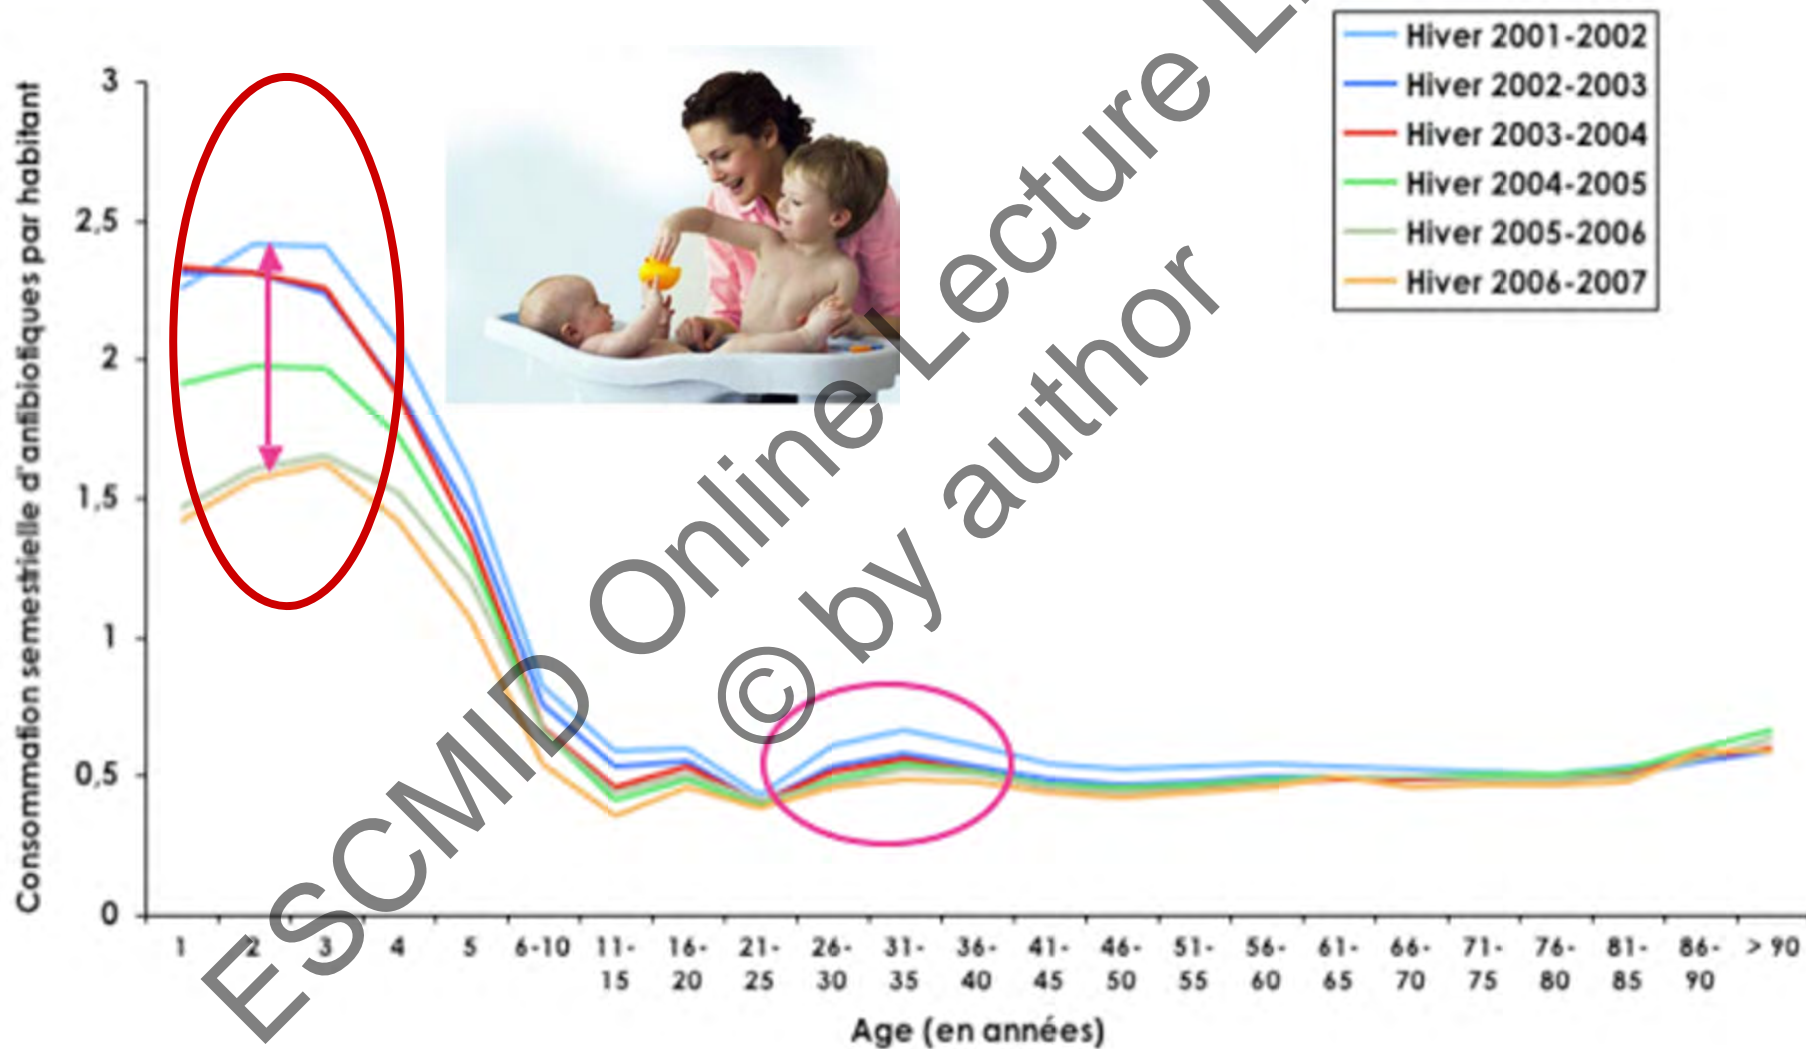 Hiver 2001-2002
Hiver 2002-2003
Hiver 2003-2004
Hiver 2004-2005
Hiver 2005-2006
Hiver 2006-2007
Consommation semestrielle d'antibiotiques par habitant
3
2,5
2
1,5
1
0,5
0
1 2 3 4 5 6-10 11-15 16-20 21-25 26-30 31-35 36-40 41-45 46-50 51-55 56-60 61-65 66-70 71-75 76-80 81-85 86-90 > 90
Age (en années)
ESCMID Online Lecture
© by author